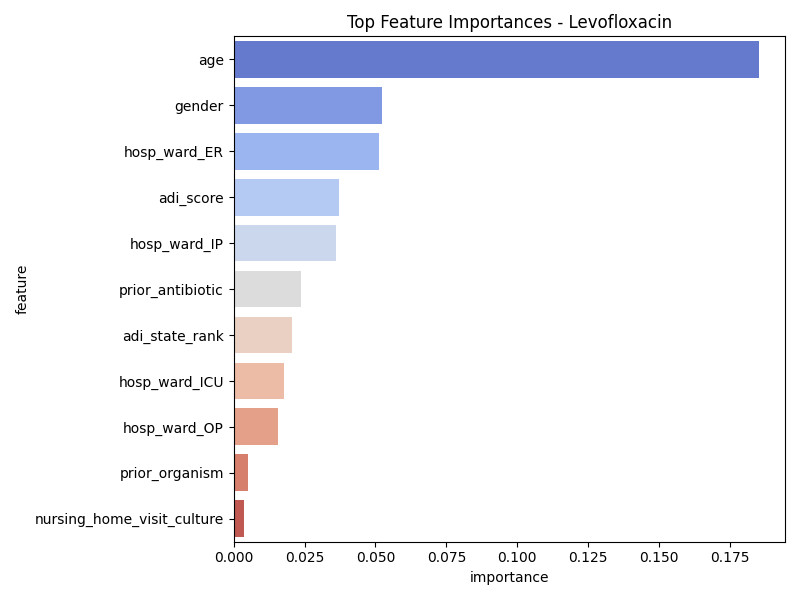 Top Feature Importances - Levofloxacin
age
gender
hosp_ward_ER
adi_score
hosp_ward_IP
prior_antibiotic
adi_state_rank
hosp_ward_ICU
hosp_ward_OP
prior_organism
nursing_home_visit_culture
feature
0.000 0.025 0.050 0.075 0.100 0.125 0.150 0.175
importance